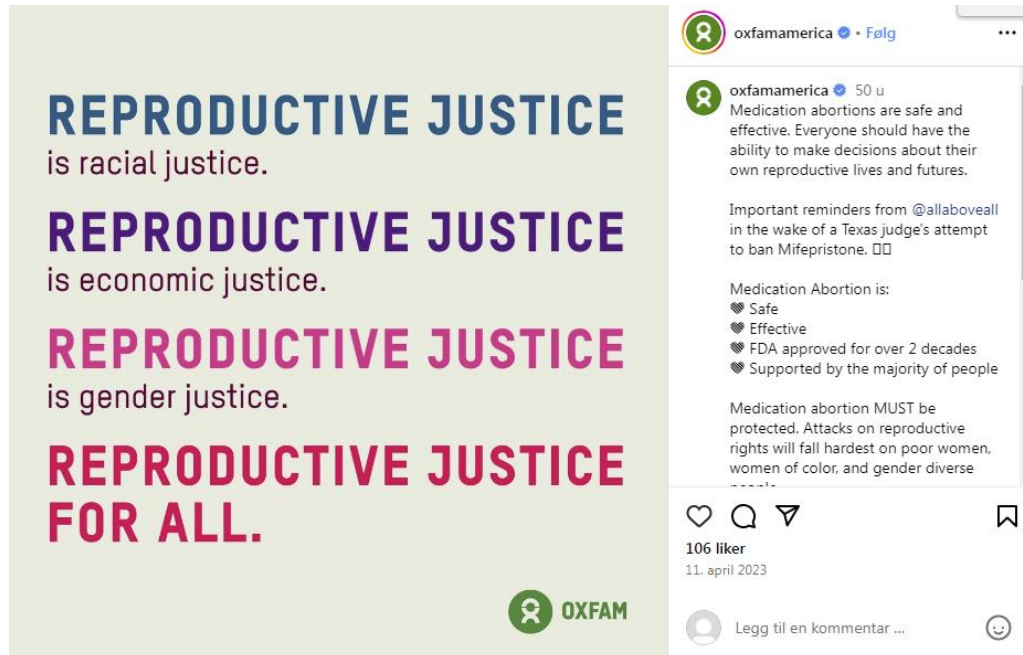 REPRODUCTIVE JUSTICE
is racial justice.
REPRODUCTIVE JUSTICE
is economic justice.
REPRODUCTIVE JUSTICE
is gender justice.
REPRODUCTIVE JUSTICE
FOR ALL.
OXFAM
oxfamamerica • Følg
oxfamamerica 50 u
Medication abortions are safe and
effective. Everyone should have the
ability to make decisions about their
own reproductive lives and futures.
Important reminders from @allaboveall
in the wake of a Texas judge's attempt
to ban Mifepristone.
Medication Abortion is:
Safe
Effective
FDA approved for over 2 decades
Supported by the majority of people
Medication abortion MUST be
protected. Attacks on reproductive
rights will fall hardest on poor women,
women of color, and gender diverse
106 liker
11. april 2023
Legg til en kommentar ...